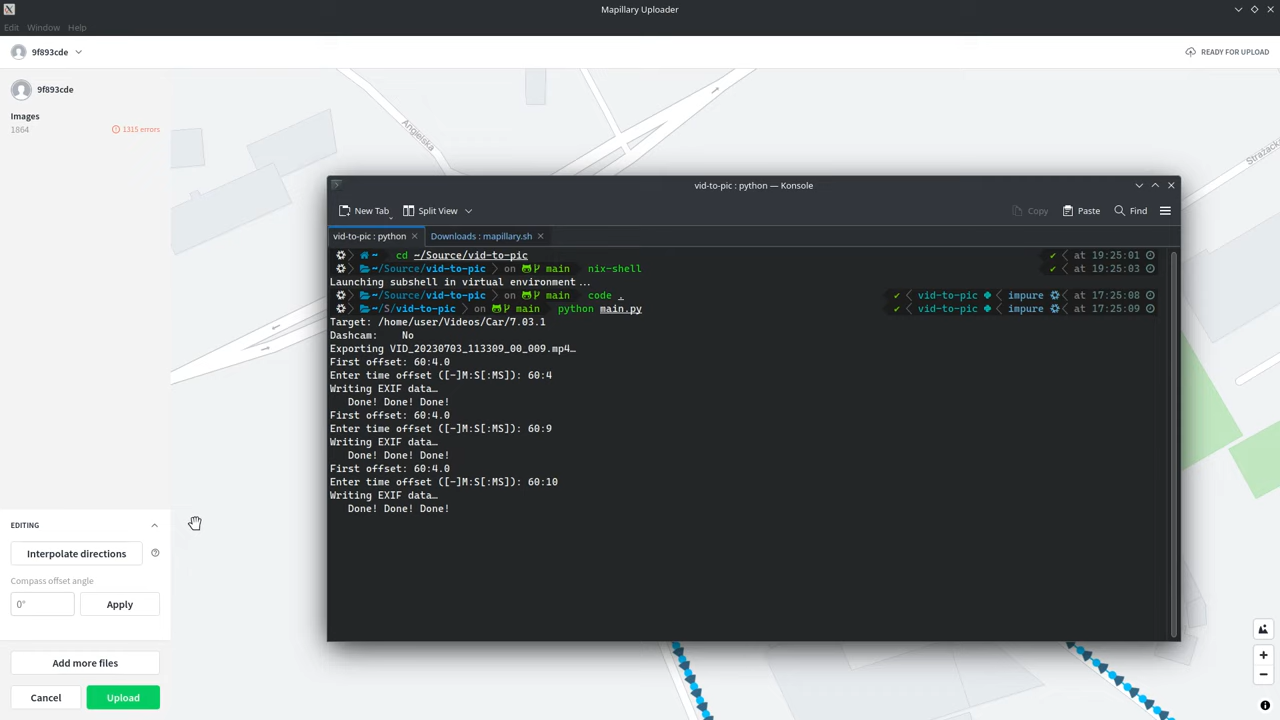 Mapillary Uploader
Edit Window Help
9f893cde
READY FOR UPLOAD
9f893cde
Images
1864
1315 errors
Angielska
Strażacka
vid-to-pic : python — Konsole
New Tab
Split View
Copy
Paste
Find
vid-to-pic : python
Downloads : mapillary.sh
~ cd ~/Source/vid-to-pic ✔ at 19:25:01
~/Source/vid-to-pic on main nix-shell ✔ at 19:25:03
Launching subshell in virtual environment...
~/Source/vid-to-pic on main code . ✔ vid-to-pic impure at 17:25:08
~/S/vid-to-pic on main python main.py ✔ vid-to-pic impure at 17:25:09
Target: /home/user/Videos/Car/7.03.1
Dashcam: No
Exporting VID_20230703_113309_00_009.mp4…
First offset: 60:4.0
Enter time offset ([-]M:S[:MS]): 60:4
Writing EXIF data…
Done! Done! Done!
First offset: 60:4.0
Enter time offset ([-]M:S[:MS]): 60:9
Writing EXIF data…
Done! Done! Done!
First offset: 60:4.0
Enter time offset ([-]M:S[:MS]): 60:10
Writing EXIF data…
Done! Done! Done!
EDITING
Interpolate directions
Compass offset angle
0°
Apply
Add more files
Cancel
Upload